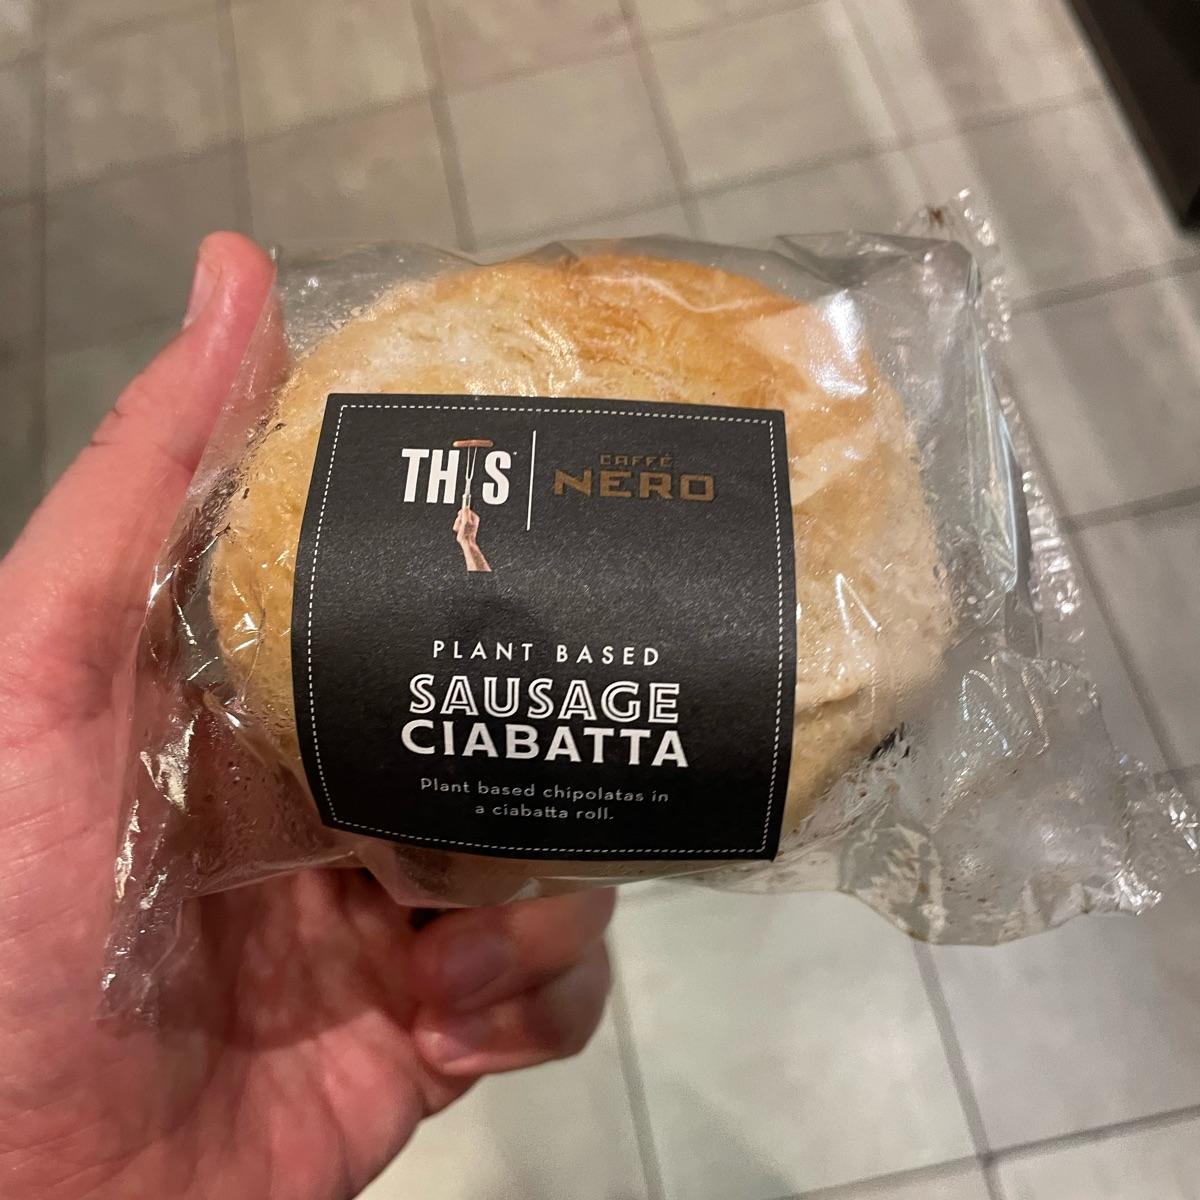 THIS
CAFFÈ
NERO
PLANT BASED
SAUSAGE
CIABATTA
Plant based chipolatas in
a ciabatta roll.